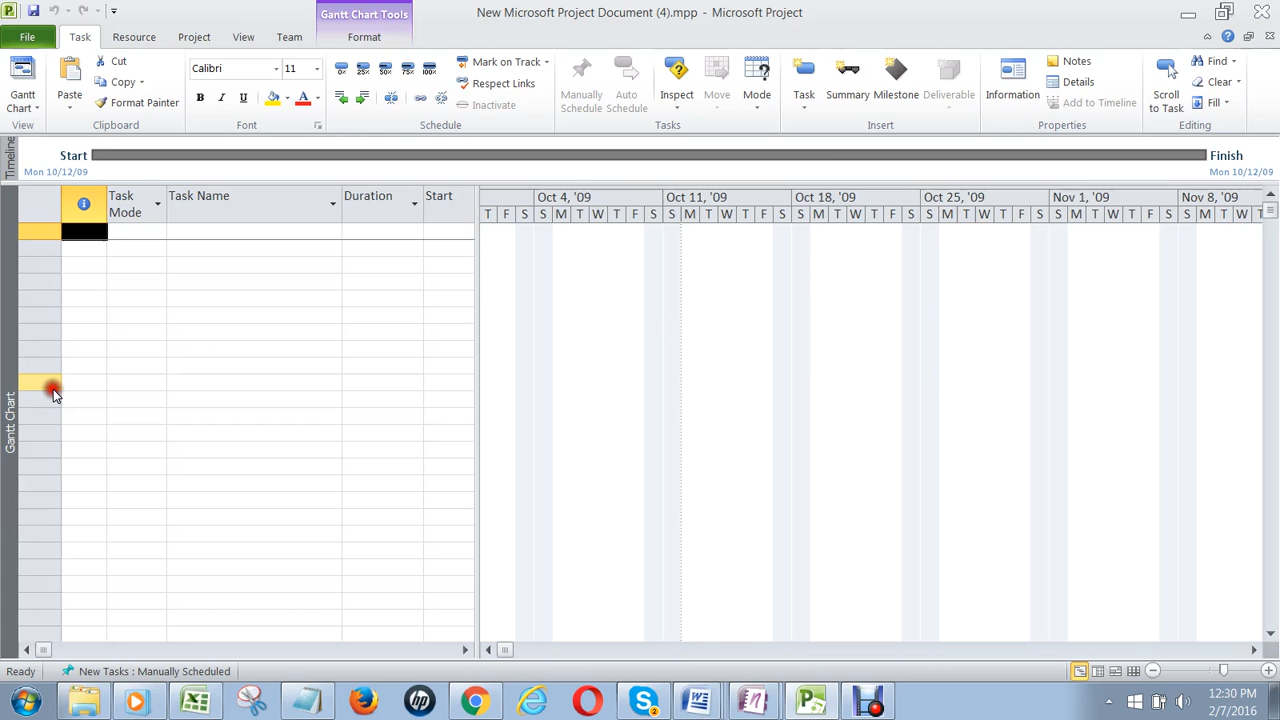 Gantt Chart Tools
New Microsoft Project Document (4).mpp - Microsoft Project
File Task Resource Project View Team Format
Gantt Chart
View
Paste
Cut
Copy
Format Painter
Clipboard
Calibri 11
B I U A
Font
0% 25% 50% 75% 100%
Mark on Track
Respect Links
Inactivate
Schedule
Manually Schedule
Auto Schedule
Inspect
Move
Mode
Tasks
Task
Summary
Milestone
Deliverable
Insert
Information
Notes
Details
Add to Timeline
Properties
Scroll to Task
Find
Clear
Fill
Editing
Timeline
Start
Mon 10/12/09
Finish
Mon 10/12/09
Task Mode
Task Name
Duration
Start
Oct 4, '09 Oct 11, '09 Oct 18, '09 Oct 25, '09 Nov 1, '09 Nov 8, '09
T F S S M T W T F S S M T W T F S S M T W T F S S M T W T F S S M T W T F S S M T W T
Gantt Chart
Ready New Tasks : Manually Scheduled
12:30 PM
2/7/2016